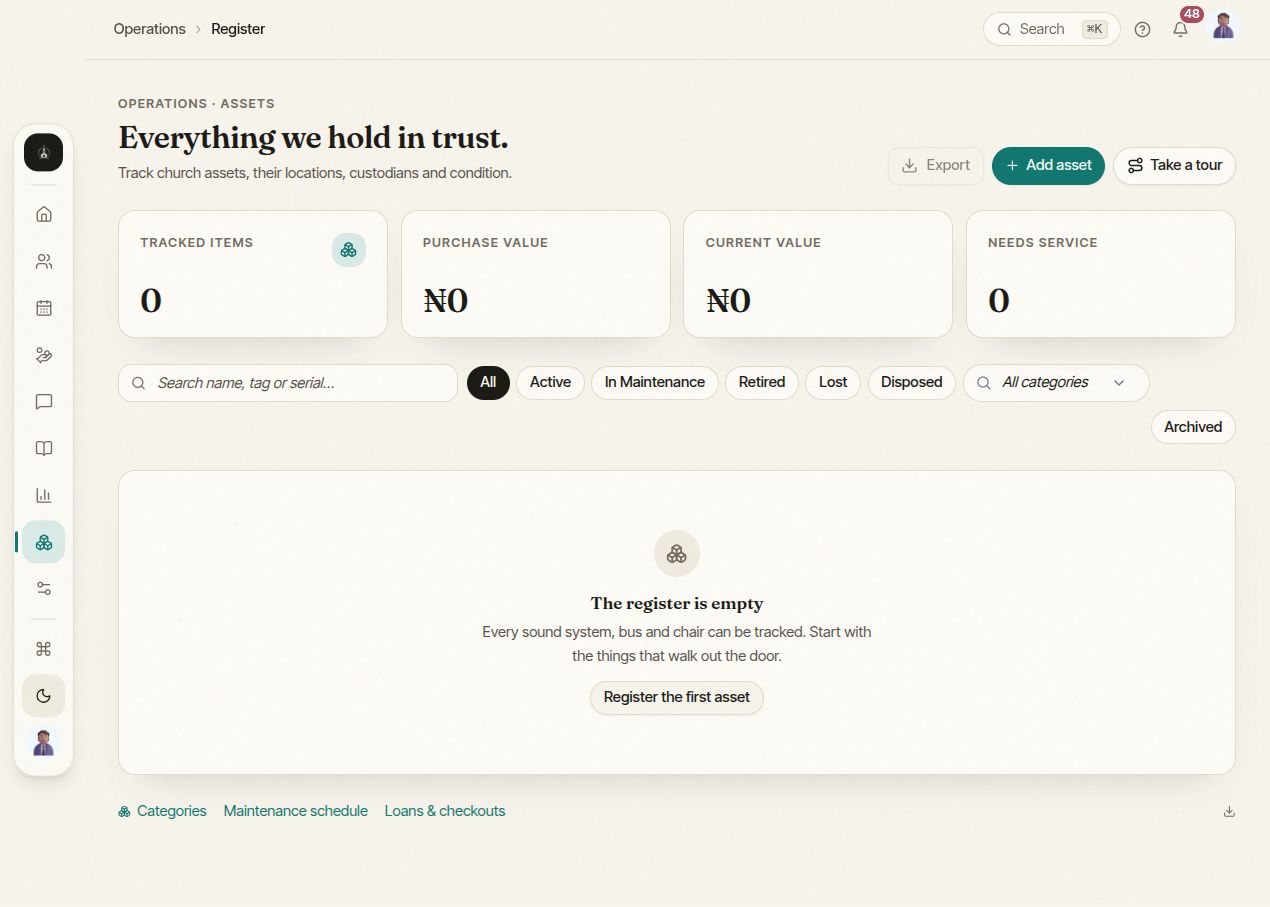 Operations > Register
Search ⌘K
48
OPERATIONS · ASSETS
Everything we hold in trust.
Track church assets, their locations, custodians and condition.
Export
+ Add asset
Take a tour
TRACKED ITEMS
0
PURCHASE VALUE
₦0
CURRENT VALUE
₦0
NEEDS SERVICE
0
Search name, tag or serial...
All
Active
In Maintenance
Retired
Lost
Disposed
All categories
Archived
The register is empty
Every sound system, bus and chair can be tracked. Start with
the things that walk out the door.
Register the first asset
Categories
Maintenance schedule
Loans & checkouts